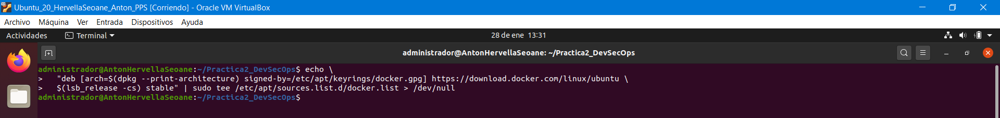 Ubuntu_20_HervellaSeoane_Anton_PPS [Corriendo] - Oracle VM VirtualBox
Archivo Máquina Ver Entrada Dispositivos Ayuda
Actividades Terminal 28 de ene 13:31
administrador@AntonHervellaSeoane: ~/Practica2_DevSecOps
administrador@AntonHervellaSeoane:~/Practica2_DevSecOps$ echo \
>   "deb [arch=$(dpkg --print-architecture) signed-by=/etc/apt/keyrings/docker.gpg] https://download.docker.com/linux/ubuntu \
>   $(lsb_release -cs) stable" | sudo tee /etc/apt/sources.list.d/docker.list > /dev/null
administrador@AntonHervellaSeoane:~/Practica2_DevSecOps$